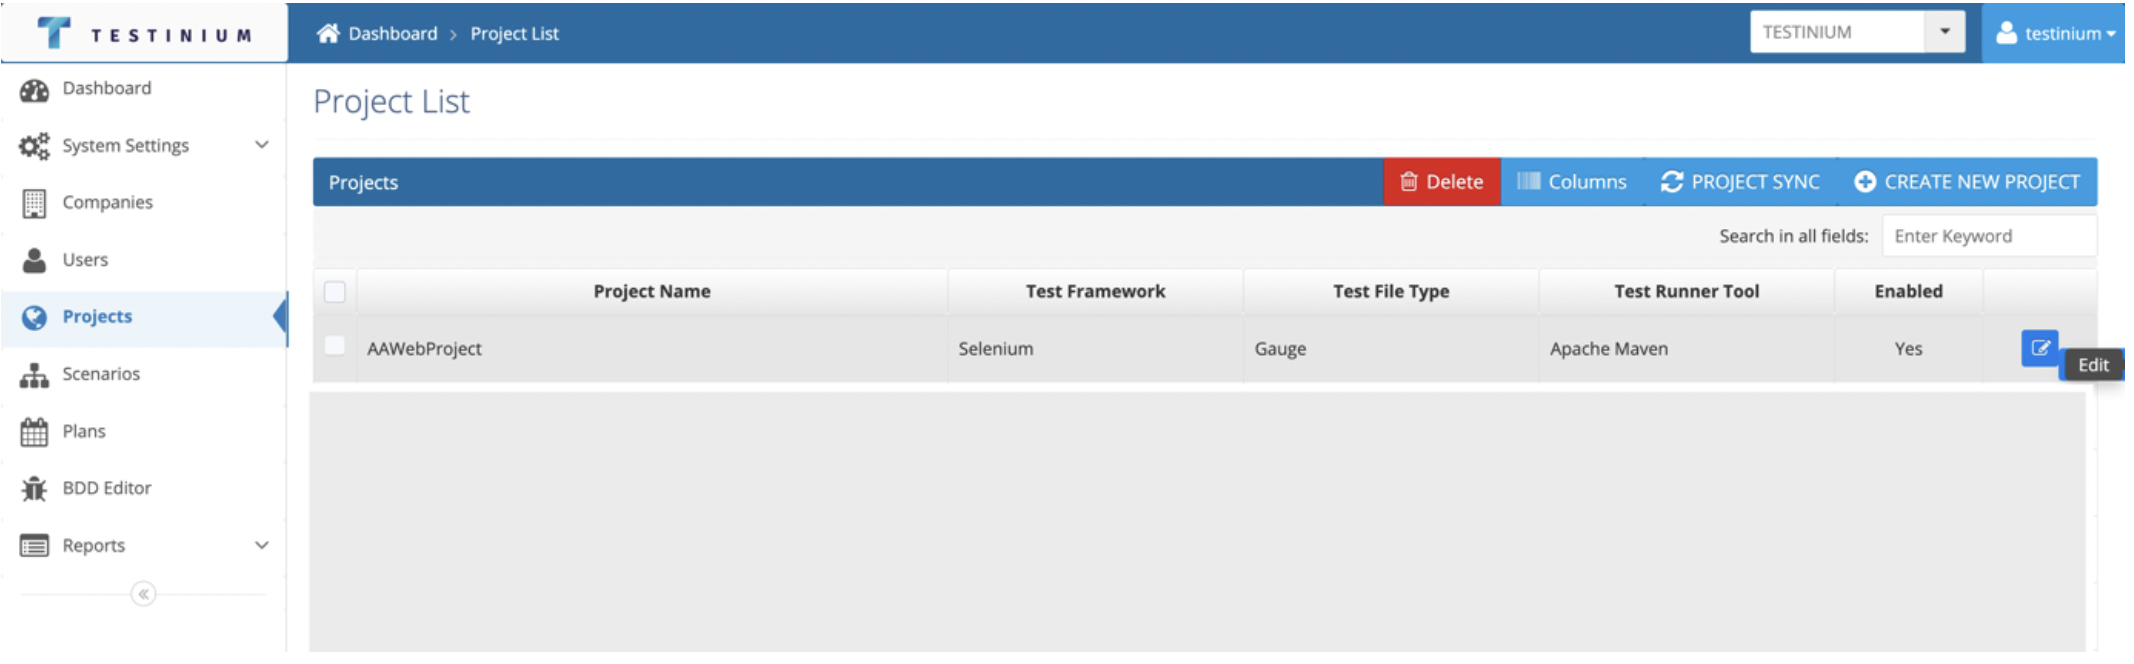 TESTINIUM
Dashboard > Project List
TESTINIUM
testinium
Dashboard
System Settings
Companies
Users
Projects
Scenarios
Plans
BDD Editor
Reports
Project List
Projects
Delete
Columns
PROJECT SYNC
CREATE NEW PROJECT
Search in all fields: Enter Keyword
Project Name Test Framework Test File Type Test Runner Tool Enabled
AAWebProject Selenium Gauge Apache Maven Yes
Edit